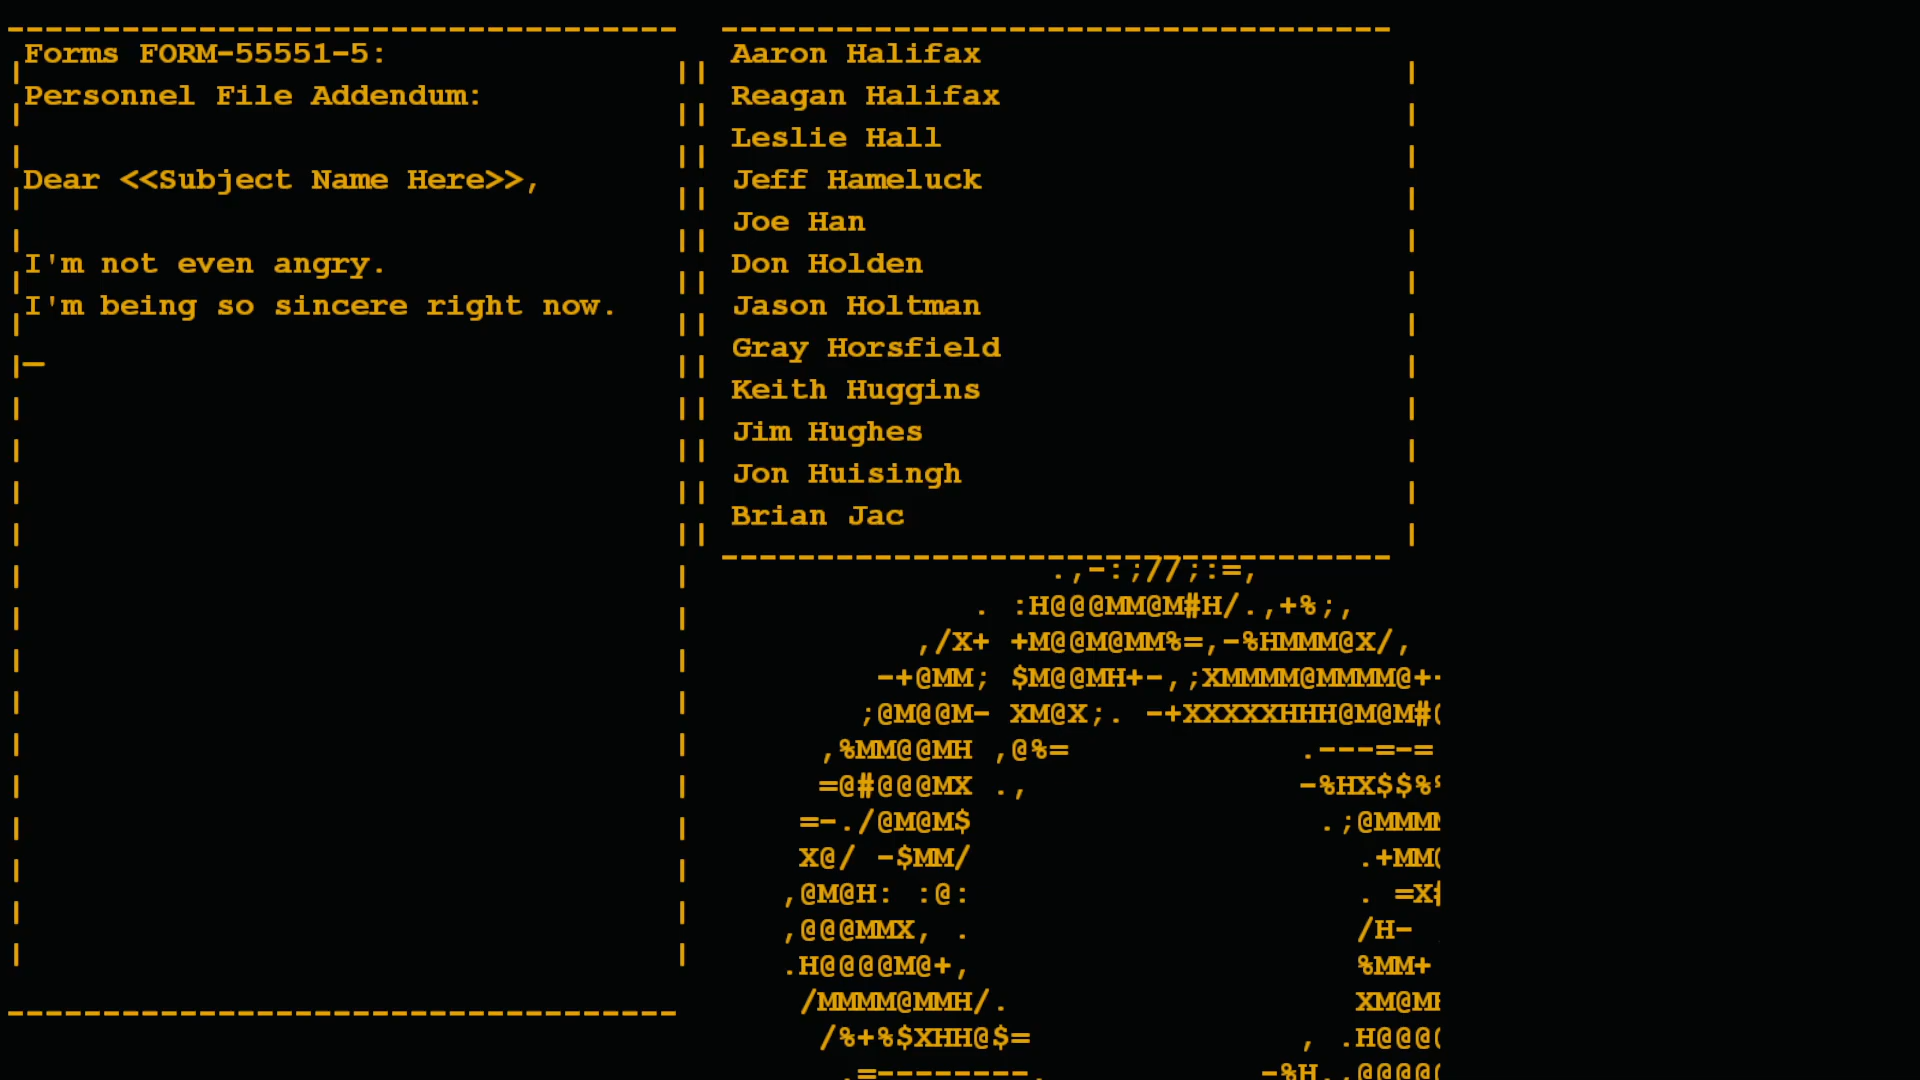 Forms FORM-55551-5:
Personnel File Addendum:
Dear <<Subject Name Here>>,
I'm not even angry.
I'm being so sincere right now.
Aaron Halifax
Reagan Halifax
Leslie Hall
Jeff Hameluck
Joe Han
Don Holden
Jason Holtman
Gray Horsfield
Keith Huggins
Jim Hughes
Jon Huisingh
Brian Jac